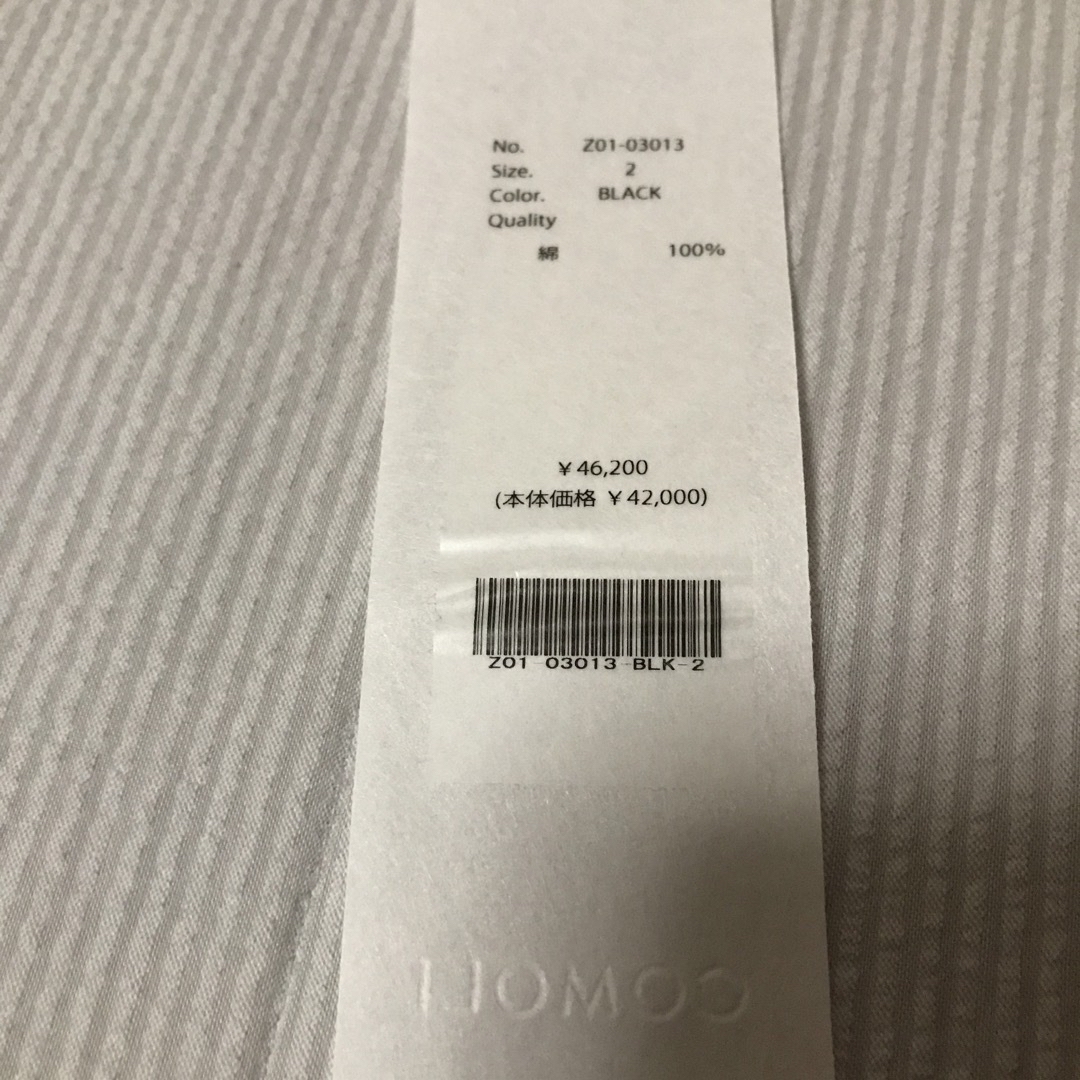 No. Z01-03013
Size. 2
Color. BLACK
Quality
綿 100%
¥46,200
(本体価格 ¥42,000)
Z01-03013-BLK-2
COMOLI